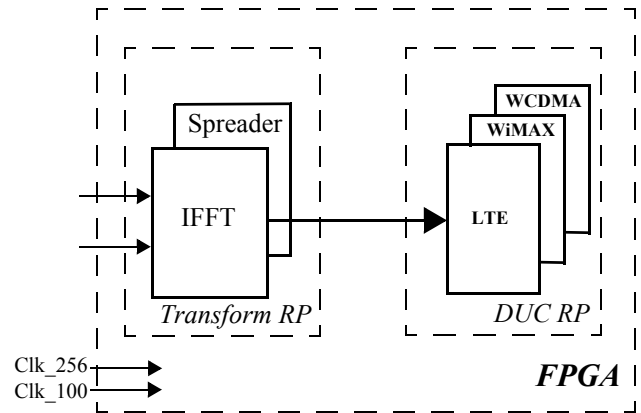 WCDMA
Spreader
WiMAX
IFFT
LTE
Transform RP
DUC RP
Clk_256
Clk_100
FPGA